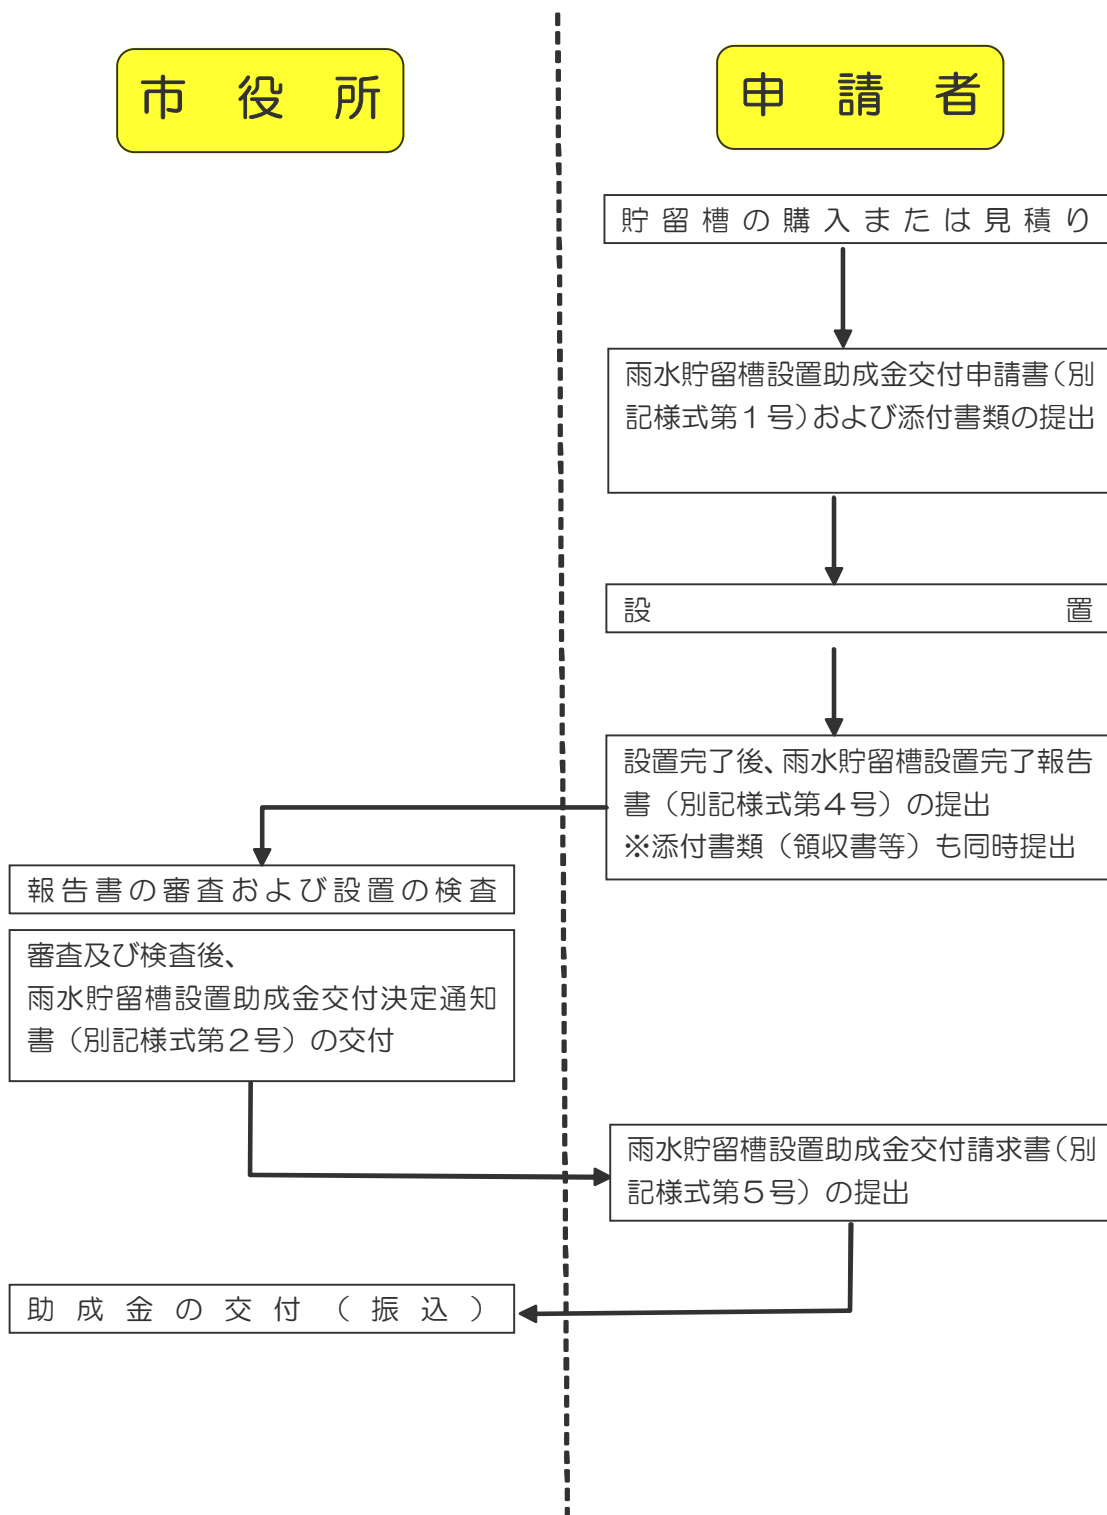 市役所
申請者
貯留槽の購入または見積り
雨水貯留槽設置助成金交付申請書（別
記様式第１号）および添付書類の提出
設置
設置完了後、雨水貯留槽設置完了報告
書（別記様式第４号）の提出
※添付書類（領収書等）も同時提出
報告書の審査および設置の検査
審査及び検査後、
雨水貯留槽設置助成金交付決定通知
書（別記様式第２号）の交付
雨水貯留槽設置助成金交付請求書（別
記様式第５号）の提出
助成金の交付（振込）